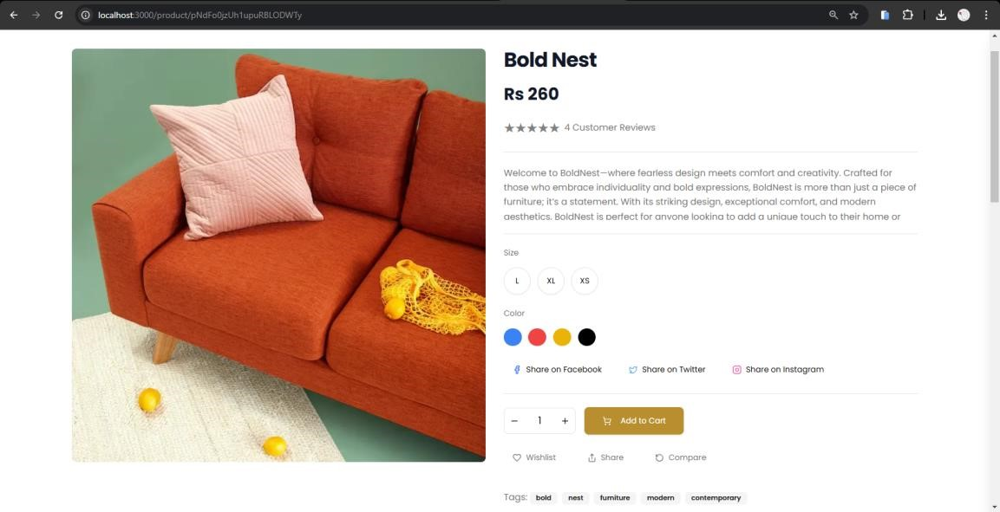 localhost:3000/product/pNdFo0jzUh1upuRBLODWTy
Bold Nest
Rs 260
4 Customer Reviews
Welcome to BoldNest—where fearless design meets comfort and creativity. Crafted for
those who embrace individuality and bold expressions, BoldNest is more than just a piece of
furniture; it's a statement. With its striking design, exceptional comfort, and modern
aesthetics, BoldNest is perfect for anyone looking to add a unique touch to their home or
Size
L XL XS
Color
Share on Facebook Share on Twitter Share on Instagram
− 1 + Add to Cart
Wishlist Share Compare
Tags: bold nest furniture modern contemporary